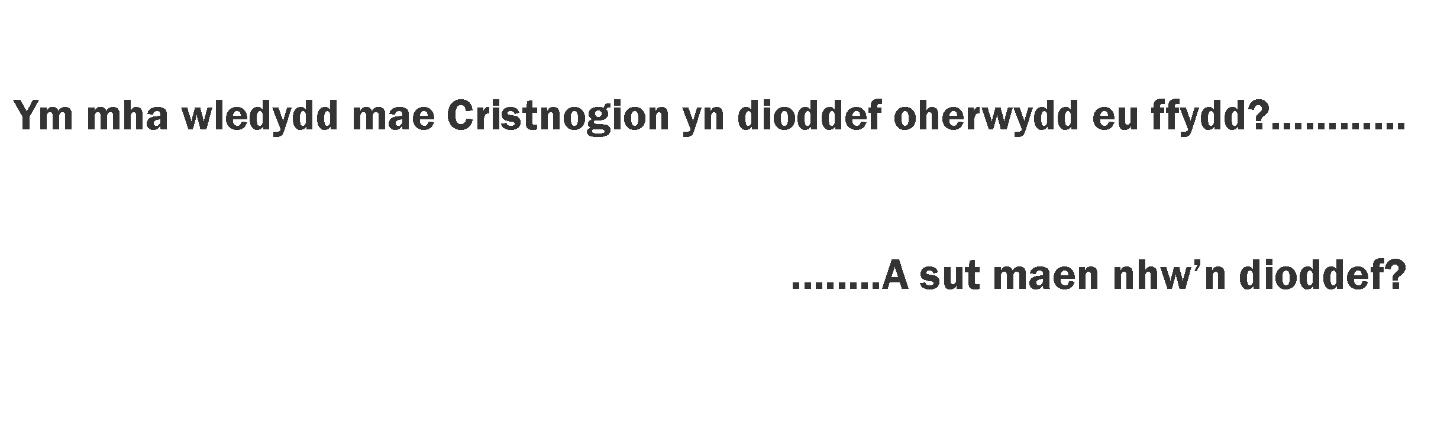 Ym mha wledydd mae Cristnogion yn dioddef oherwydd eu ffydd?............
........A sut maen nhw’n dioddef?